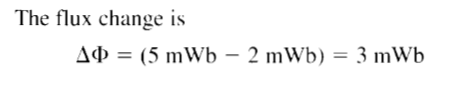 The flux change is
ΔΦ = (5 mWb − 2 mWb) = 3 mWb